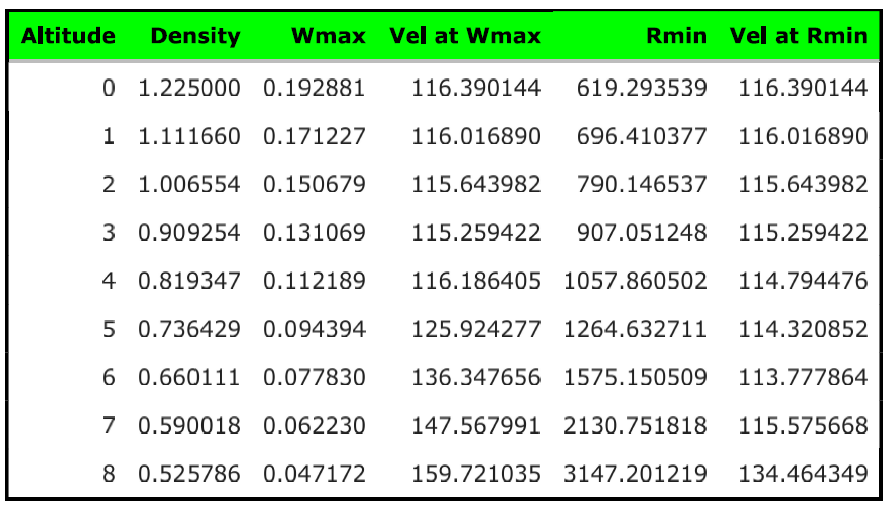 Altitude Density Wmax Vel at Wmax Rmin Vel at Rmin
0 1.225000 0.192881 116.390144 619.293539 116.390144
1 1.111660 0.171227 116.016890 696.410377 116.016890
2 1.006554 0.150679 115.643982 790.146537 115.643982
3 0.909254 0.131069 115.259422 907.051248 115.259422
4 0.819347 0.112189 116.186405 1057.860502 114.794476
5 0.736429 0.094394 125.924277 1264.632711 114.320852
6 0.660111 0.077830 136.347656 1575.150509 113.777864
7 0.590018 0.062230 147.567991 2130.751818 115.575668
8 0.525786 0.047172 159.721035 3147.201219 134.464349